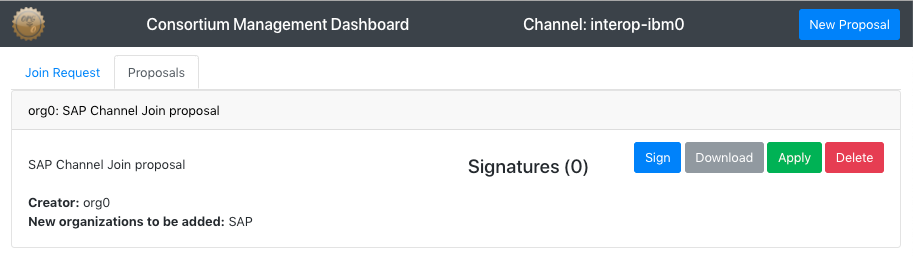 Consortium Management Dashboard Channel: interop-ibm0 New Proposal
Join Request Proposals
org0: SAP Channel Join proposal
SAP Channel Join proposal Signatures (0) Sign Download Apply Delete
Creator: org0
New organizations to be added: SAP